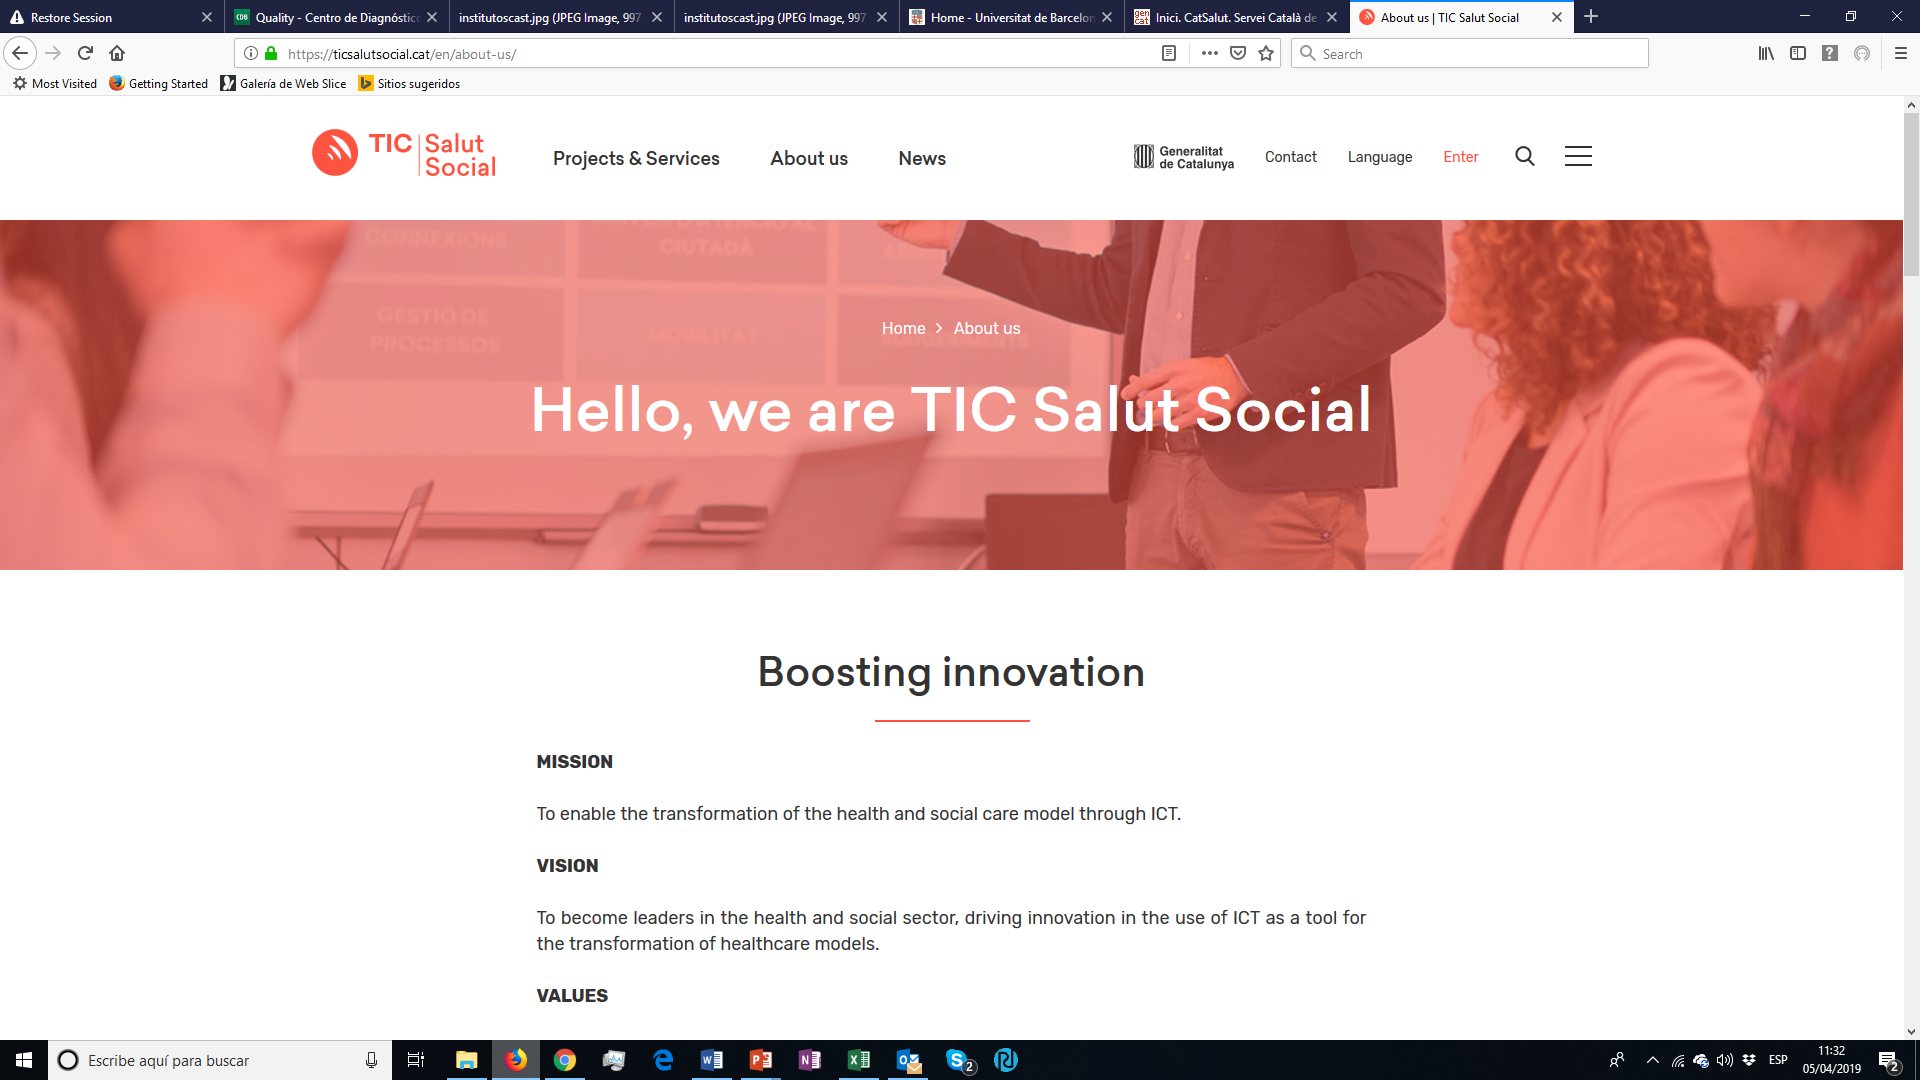 Restore Session
Quality - Centro de Diagnóstic
institutoscast.jpg (JPEG Image, 997
institutoscast.jpg (JPEG Image, 997
Home - Universitat de Barcelon
Inici. CatSalut. Servei Català de
About us | TIC Salut Social
https://ticsalutsocial.cat/en/about-us/
Search
Most Visited
Getting Started
Galería de Web Slice
Sitios sugeridos
TIC Salut
Social
Projects & Services
About us
News
Generalitat
de Catalunya
Contact
Language
Enter
CONNEXIONS
CIUTADÀ
GESTIÓ DE
PROCESSOS
MOBILITAT
Home > About us
Hello, we are TIC Salut Social
Boosting innovation
MISSION
To enable the transformation of the health and social care model through ICT.
VISION
To become leaders in the health and social sector, driving innovation in the use of ICT as a tool for
the transformation of healthcare models.
VALUES
Escribe aquí para buscar
2
ESP
11:32
05/04/2019
2